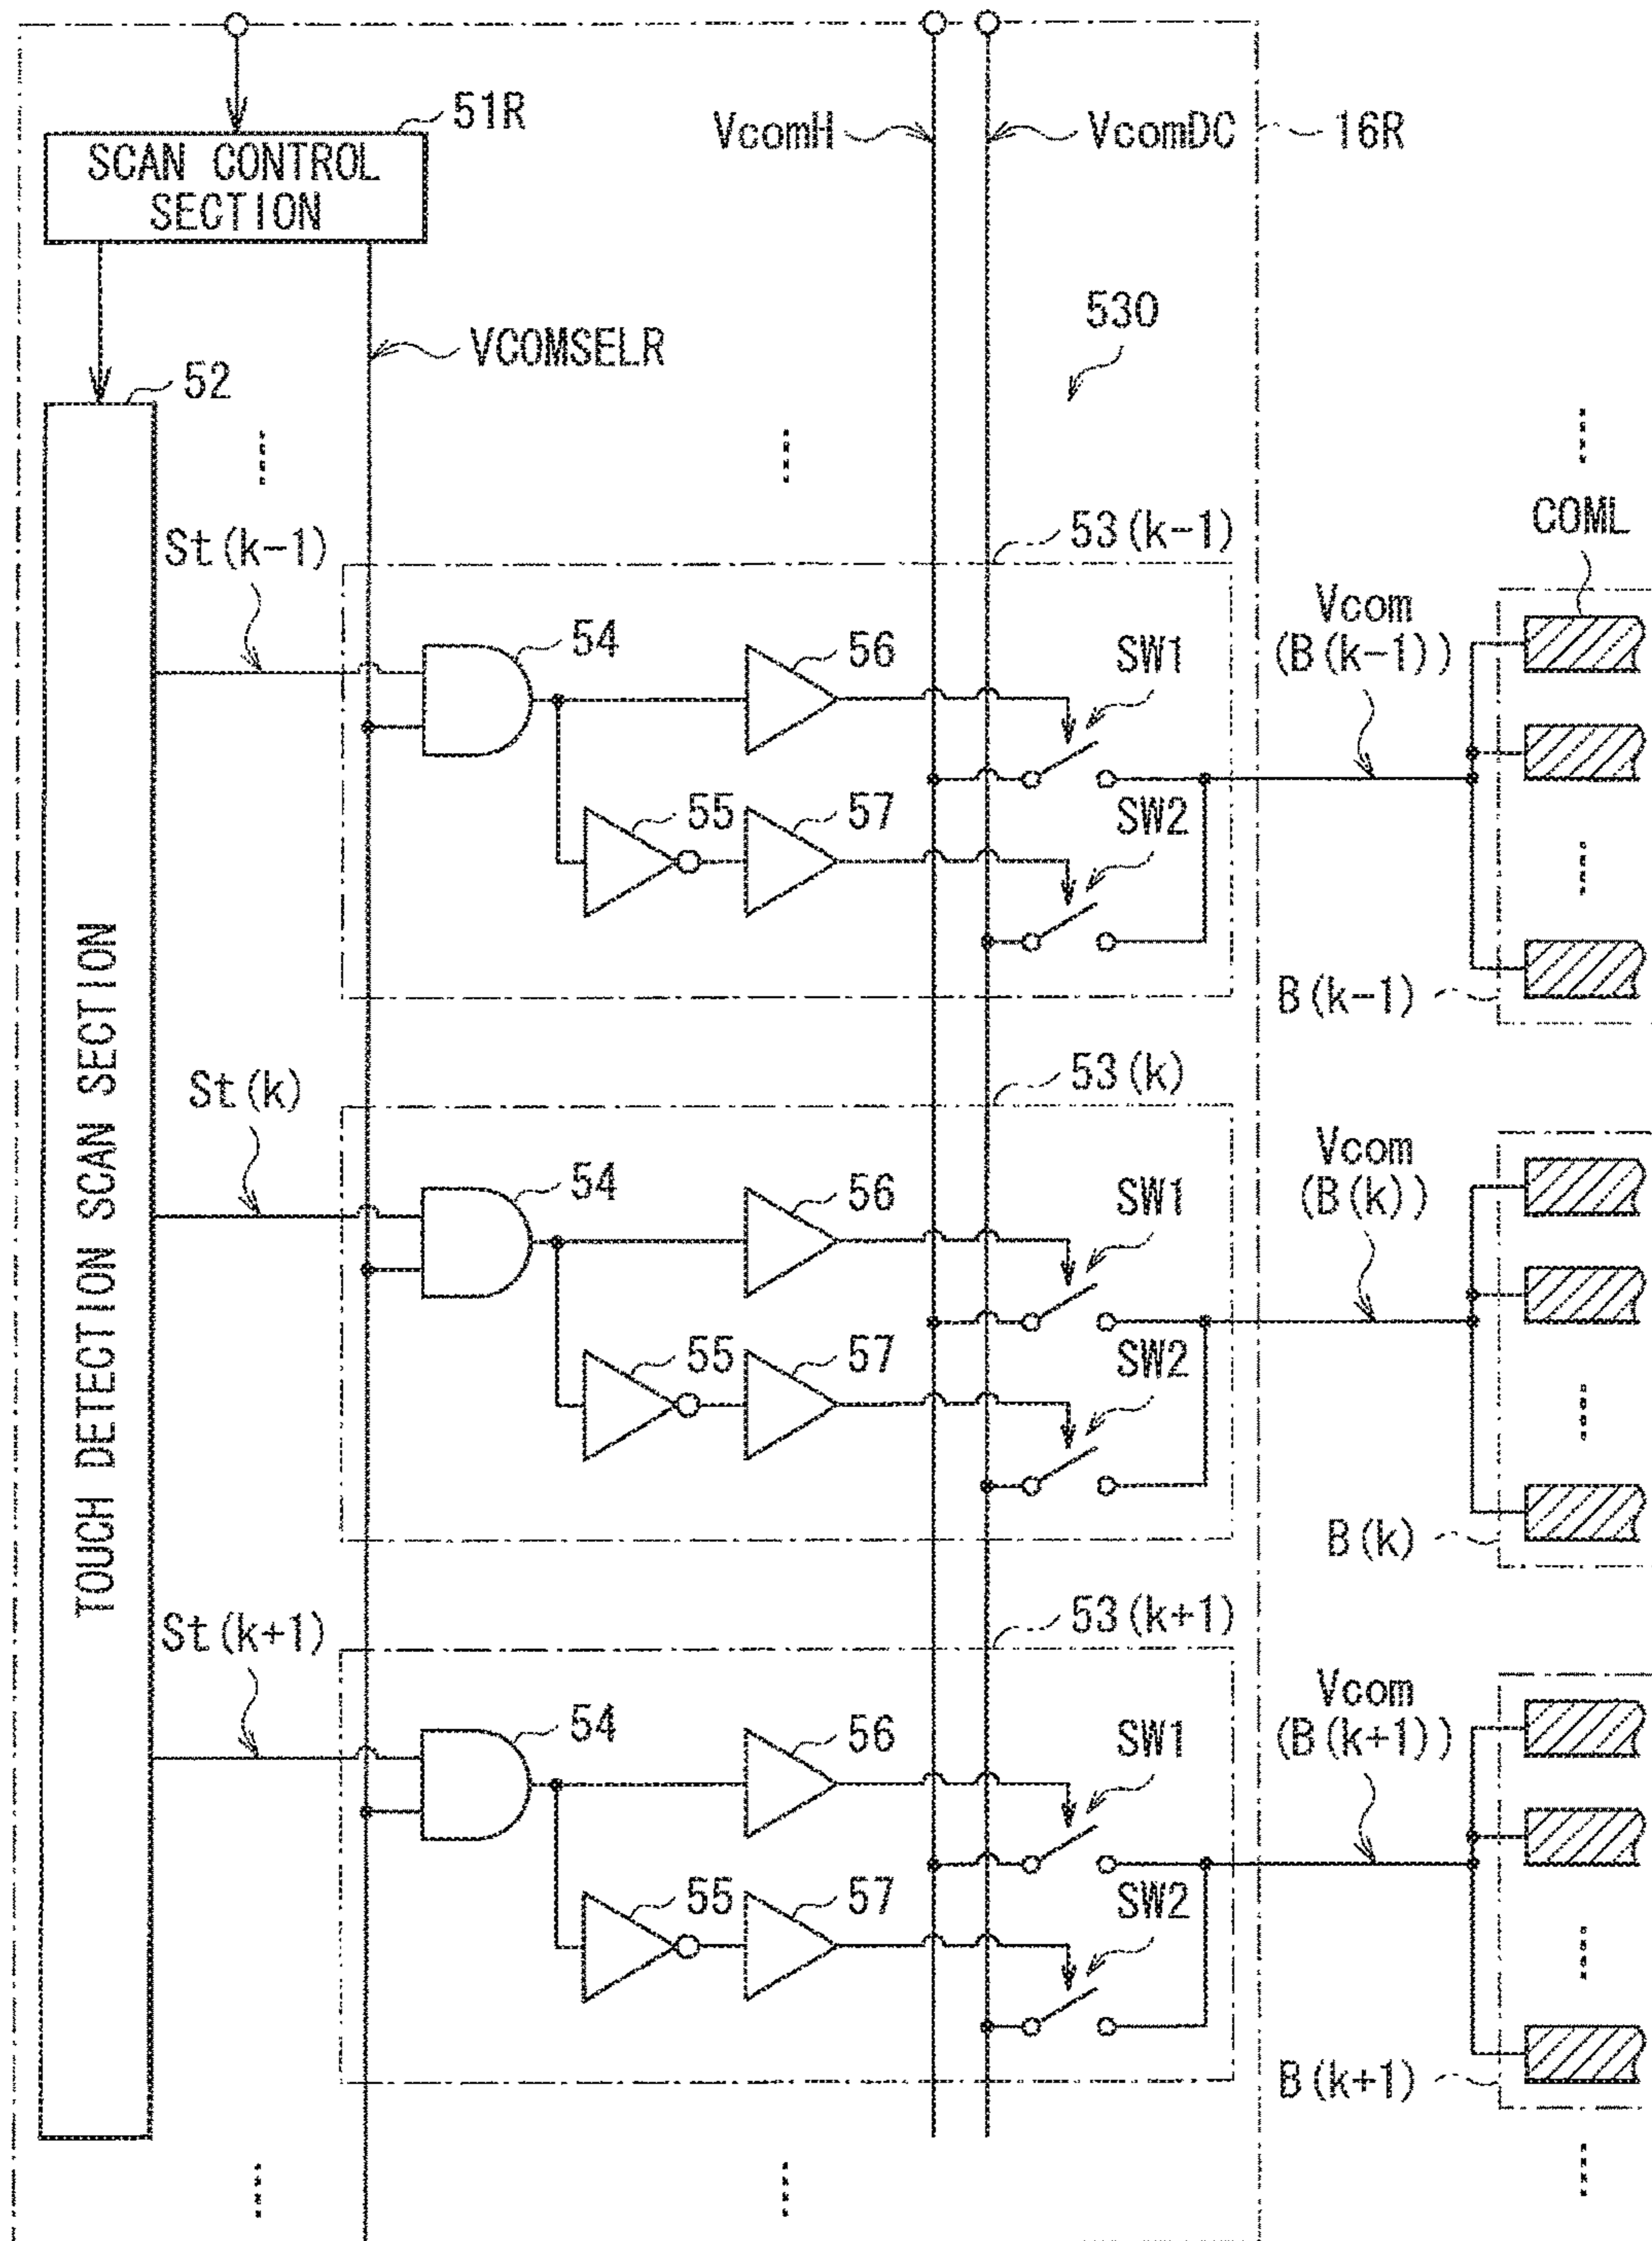 51R
VcomH
VcomDC
16R
SCAN CONTROL
SECTION
530
VCOMSELR
52
COML
St(k-1)
53(k-1)
Vcom
(B(k-1))
54
56
SW1
55
57
SW2
B(k-1)
TOUCH DETECTION SCAN SECTION
St(k)
53(k)
Vcom
(B(k))
54
56
SW1
55
57
SW2
B(k)
St(k+1)
53(k+1)
Vcom
(B(k+1))
54
56
SW1
55
57
SW2
B(k+1)